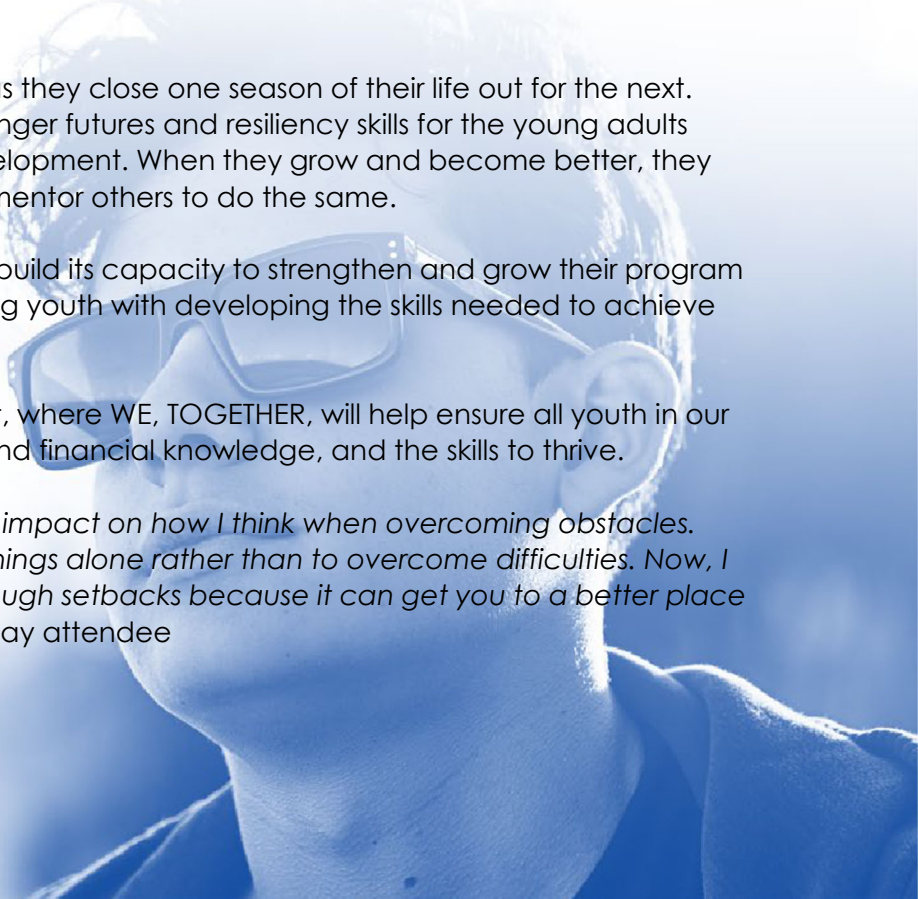 s they close one season of their life out for the next.
nger futures and resiliency skills for the young adults
elopment. When they grow and become better, they
mentor others to do the same.
build its capacity to strengthen and grow their program
g youth with developing the skills needed to achieve
, where WE, TOGETHER, will help ensure all youth in our
nd financial knowledge, and the skills to thrive.
impact on how I think when overcoming obstacles.
nings alone rather than to overcome difficulties. Now, I
ugh setbacks because it can get you to a better place
ay attendee